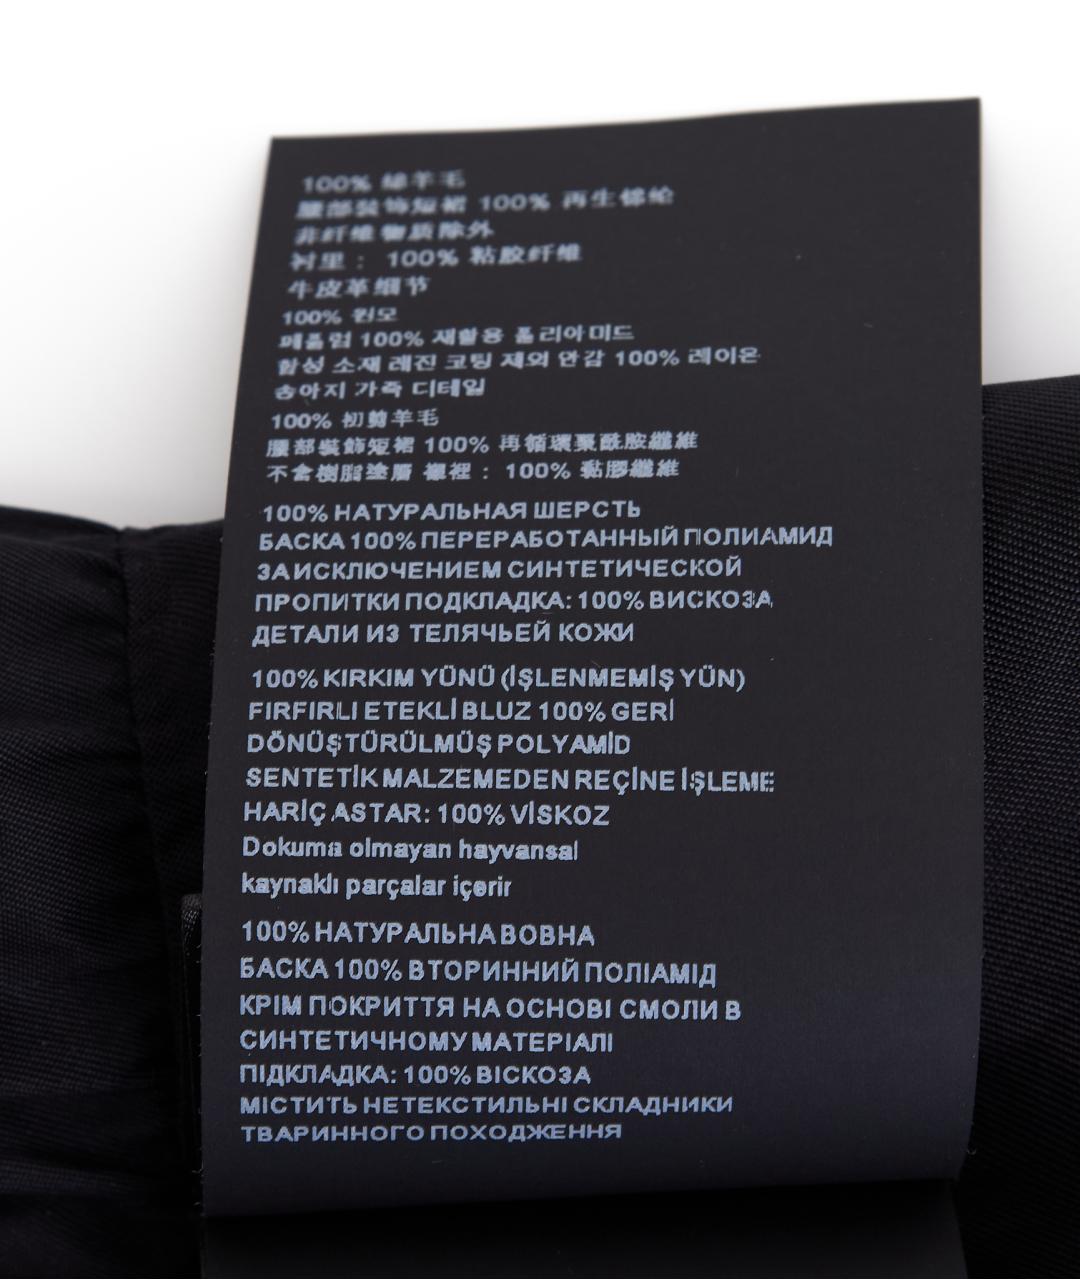 100% 绵羊毛
腰部装饰短裙 100% 再生锦纶
非纤维物质除外
衬里： 100% 粘胶纤维
牛皮革细节
100% 원모
페플럼 100% 재활용 폴리아미드
합성 소재 레진 코팅 제외 안감 100% 레이온
송아지 가죽 디테일
100% 初剪羊毛
腰部裝飾短裙 100% 再循環聚酰胺纖維
不含樹脂塗層 襯裡： 100% 黏膠纖維
100% НАТУРАЛЬНАЯ ШЕРСТЬ
БАСКА 100% ПЕРЕРАБОТАННЫЙ ПОЛИАМИД
ЗА ИСКЛЮЧЕНИЕМ СИНТЕТИЧЕСКОЙ
ПРОПИТКИ ПОДКЛАДКА: 100% ВИСКОЗА
ДЕТАЛИ ИЗ ТЕЛЯЧЬЕЙ КОЖИ
100% KIRKIM YÜNÜ (İŞLENMEMİŞ YÜN)
FIRFIRLI ETEKLİ BLUZ 100% GERİ
DÖNÜŞTÜRÜLMÜŞ POLYAMİD
SENTETİK MALZEMEDEN REÇİNE İŞLEME
HARİÇ ASTAR: 100% VİSKOZ
Dokuma olmayan hayvansal
kaynaklı parçalar içerir
100% НАТУРАЛЬНА ВОВНА
БАСКА 100% ВТОРИННИЙ ПОЛІАМІД
КРІМ ПОКРИТТЯ НА ОСНОВІ СМОЛИ В
СИНТЕТИЧНОМУ МАТЕРІАЛІ
ПІДКЛАДКА: 100% ВІСКОЗА
МІСТИТЬ НЕТЕКСТИЛЬНІ СКЛАДНИКИ
ТВАРИННОГО ПОХОДЖЕННЯ